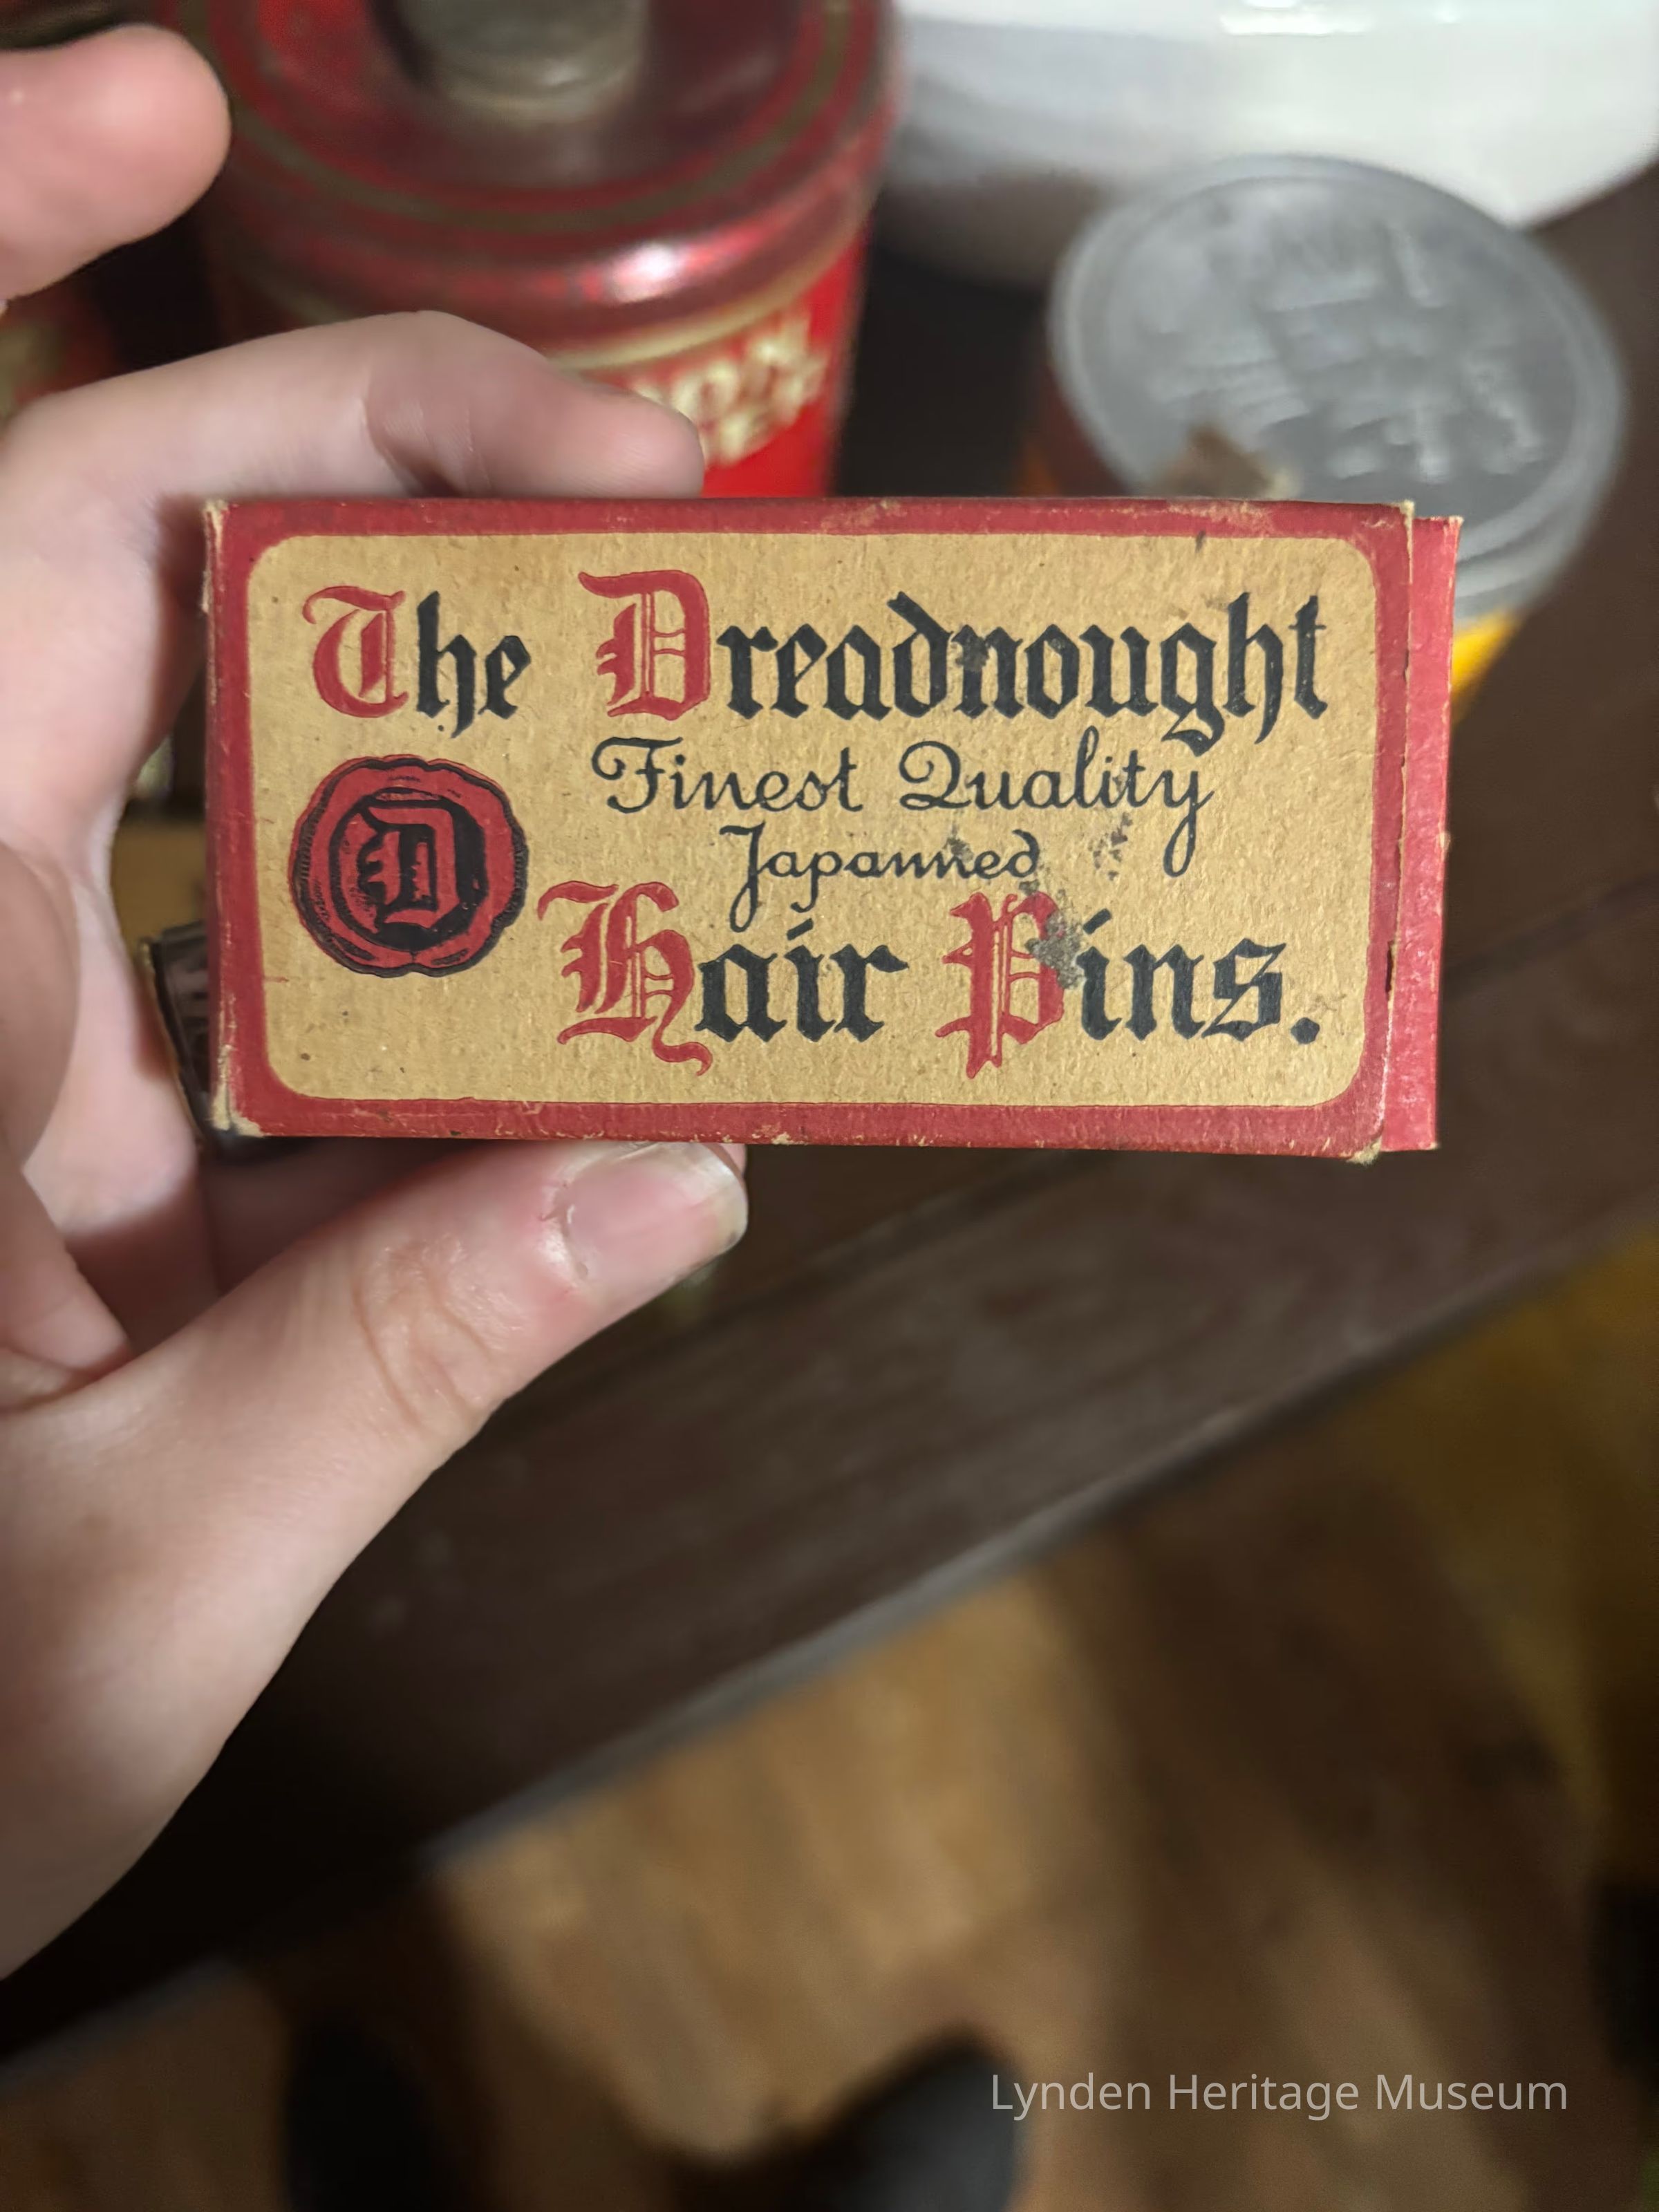 The Dreadnought
Finest Quality
Japanned
D
Hair Pins.
Lynden Heritage Museum